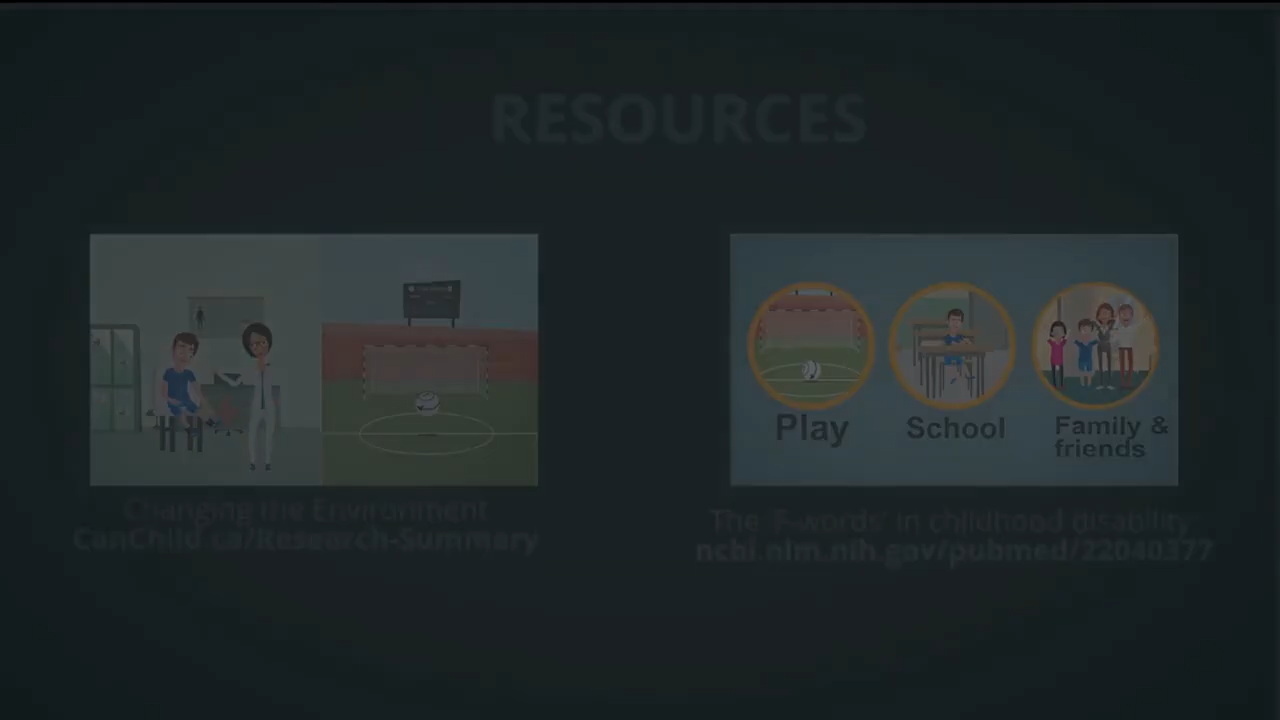 RESOURCES
Play
School
Family &
friends
Changing the Environment
CanChild.ca/Research-Summary
The 'F-words' in childhood disability:
ncbi.nlm.nih.gov/pubmed/22040377